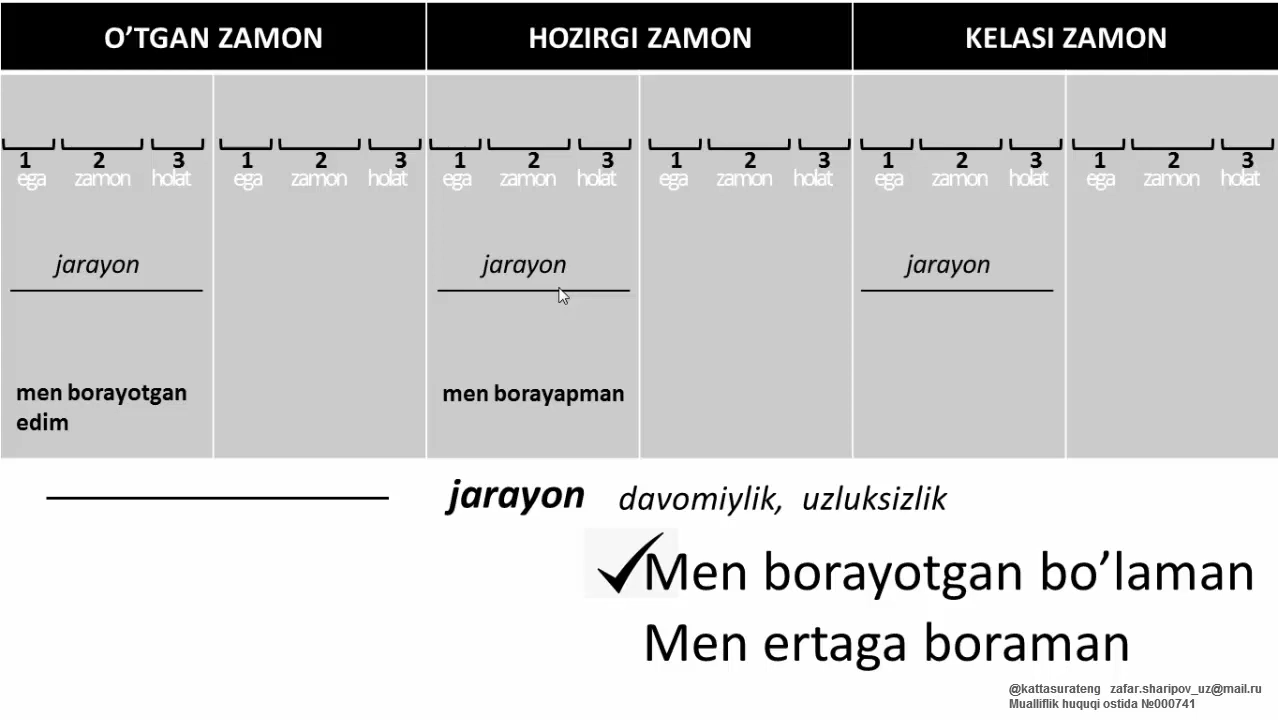 O’TGAN ZAMON HOZIRGI ZAMON KELASI ZAMON
1 2 3 1 2 3 1 2 3 1 2 3 1 2 3 1 2 3
ega zamon holat ega zamon holat ega zamon holat ega zamon holat ega zamon holat ega zamon holat
jarayon jarayon jarayon
men borayotgan
edim
men borayapman
jarayon davomiylik, uzluksizlik
Men borayotgan bo’laman
Men ertaga boraman
@kattasurateng zafar.sharipov_uz@mail.ru
Mualliflik huquqi ostida №000741